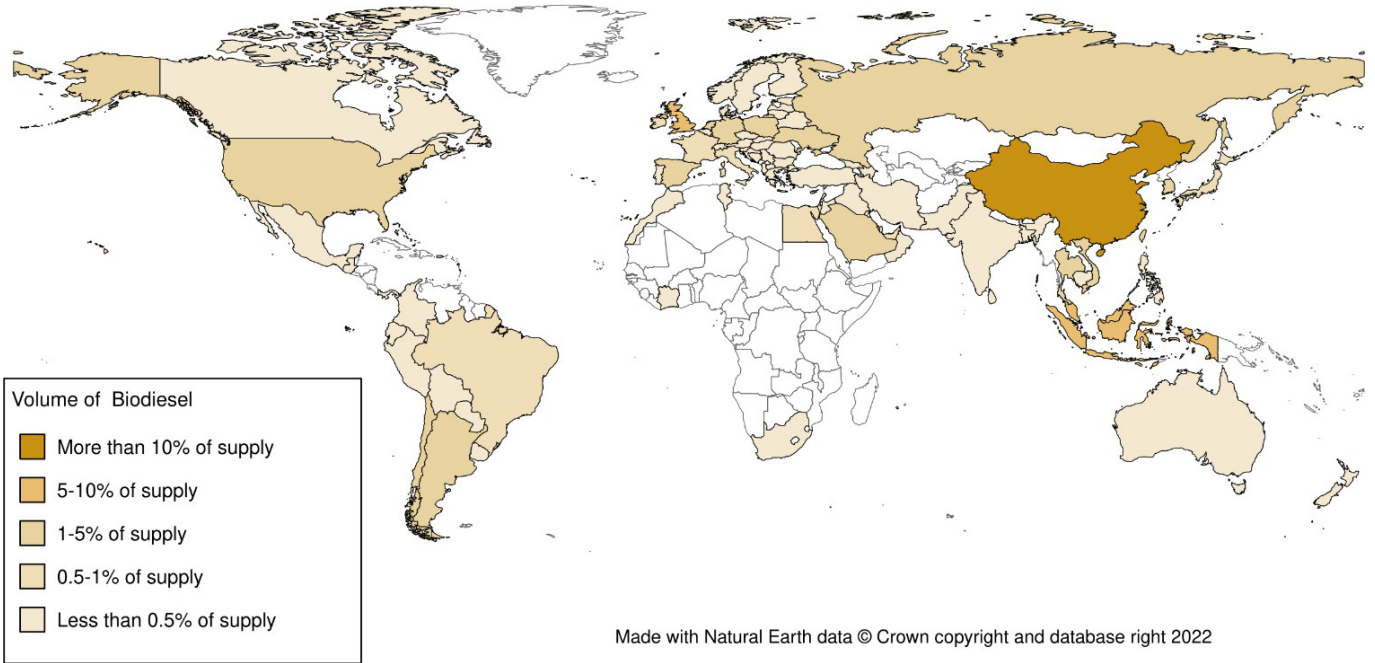 Volume of  Biodiesel
More than 10% of supply
5-10% of supply
1-5% of supply
0.5-1% of supply
Less than 0.5% of supply
Made with Natural Earth data © Crown copyright and database right 2022